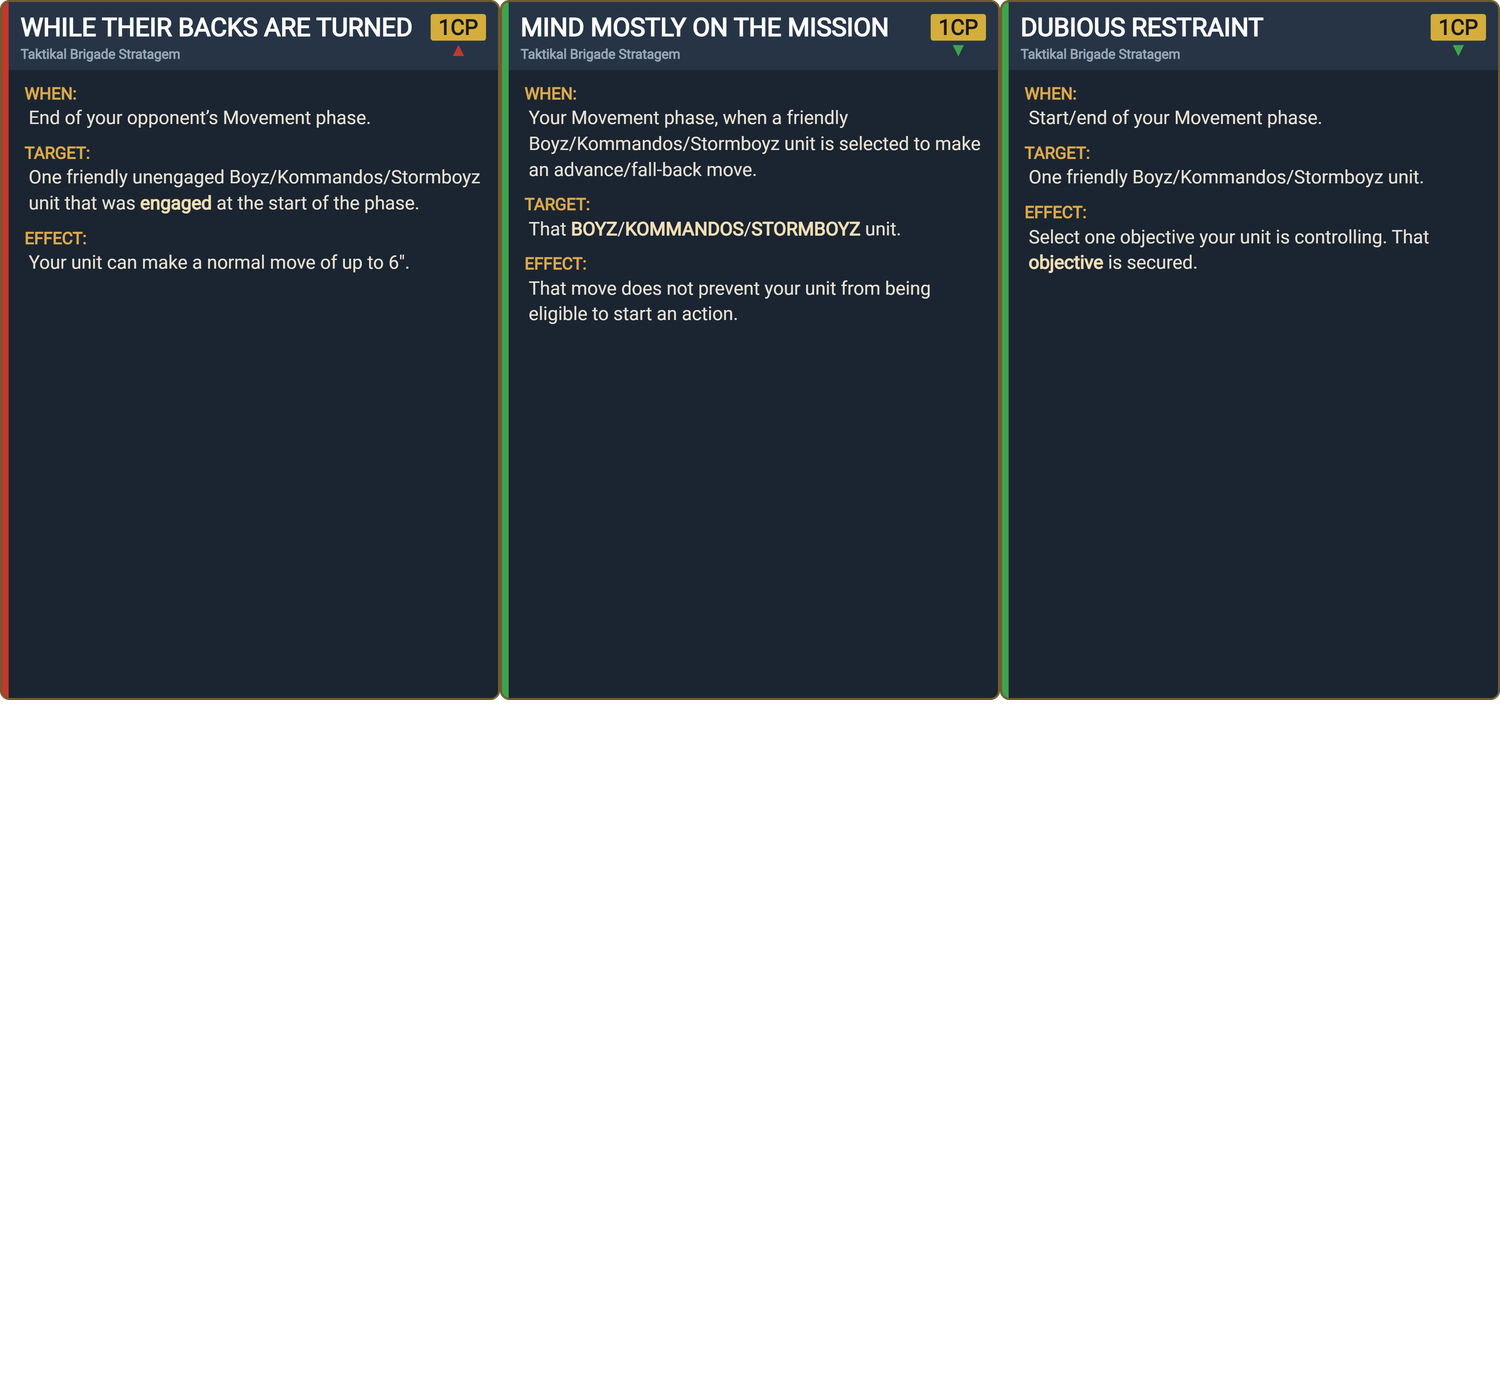 WHILE THEIR BACKS ARE TURNED
1CP
Taktikal Brigade Stratagem
WHEN:
End of your opponent’s Movement phase.
TARGET:
One friendly unengaged Boyz/Kommandos/Stormboyz
unit that was engaged at the start of the phase.
EFFECT:
Your unit can make a normal move of up to 6".
MIND MOSTLY ON THE MISSION
1CP
Taktikal Brigade Stratagem
WHEN:
Your Movement phase, when a friendly
Boyz/Kommandos/Stormboyz unit is selected to make
an advance/fall-back move.
TARGET:
That BOYZ/KOMMANDOS/STORMBOYZ unit.
EFFECT:
That move does not prevent your unit from being
eligible to start an action.
DUBIOUS RESTRAINT
1CP
Taktikal Brigade Stratagem
WHEN:
Start/end of your Movement phase.
TARGET:
One friendly Boyz/Kommandos/Stormboyz unit.
EFFECT:
Select one objective your unit is controlling. That
objective is secured.